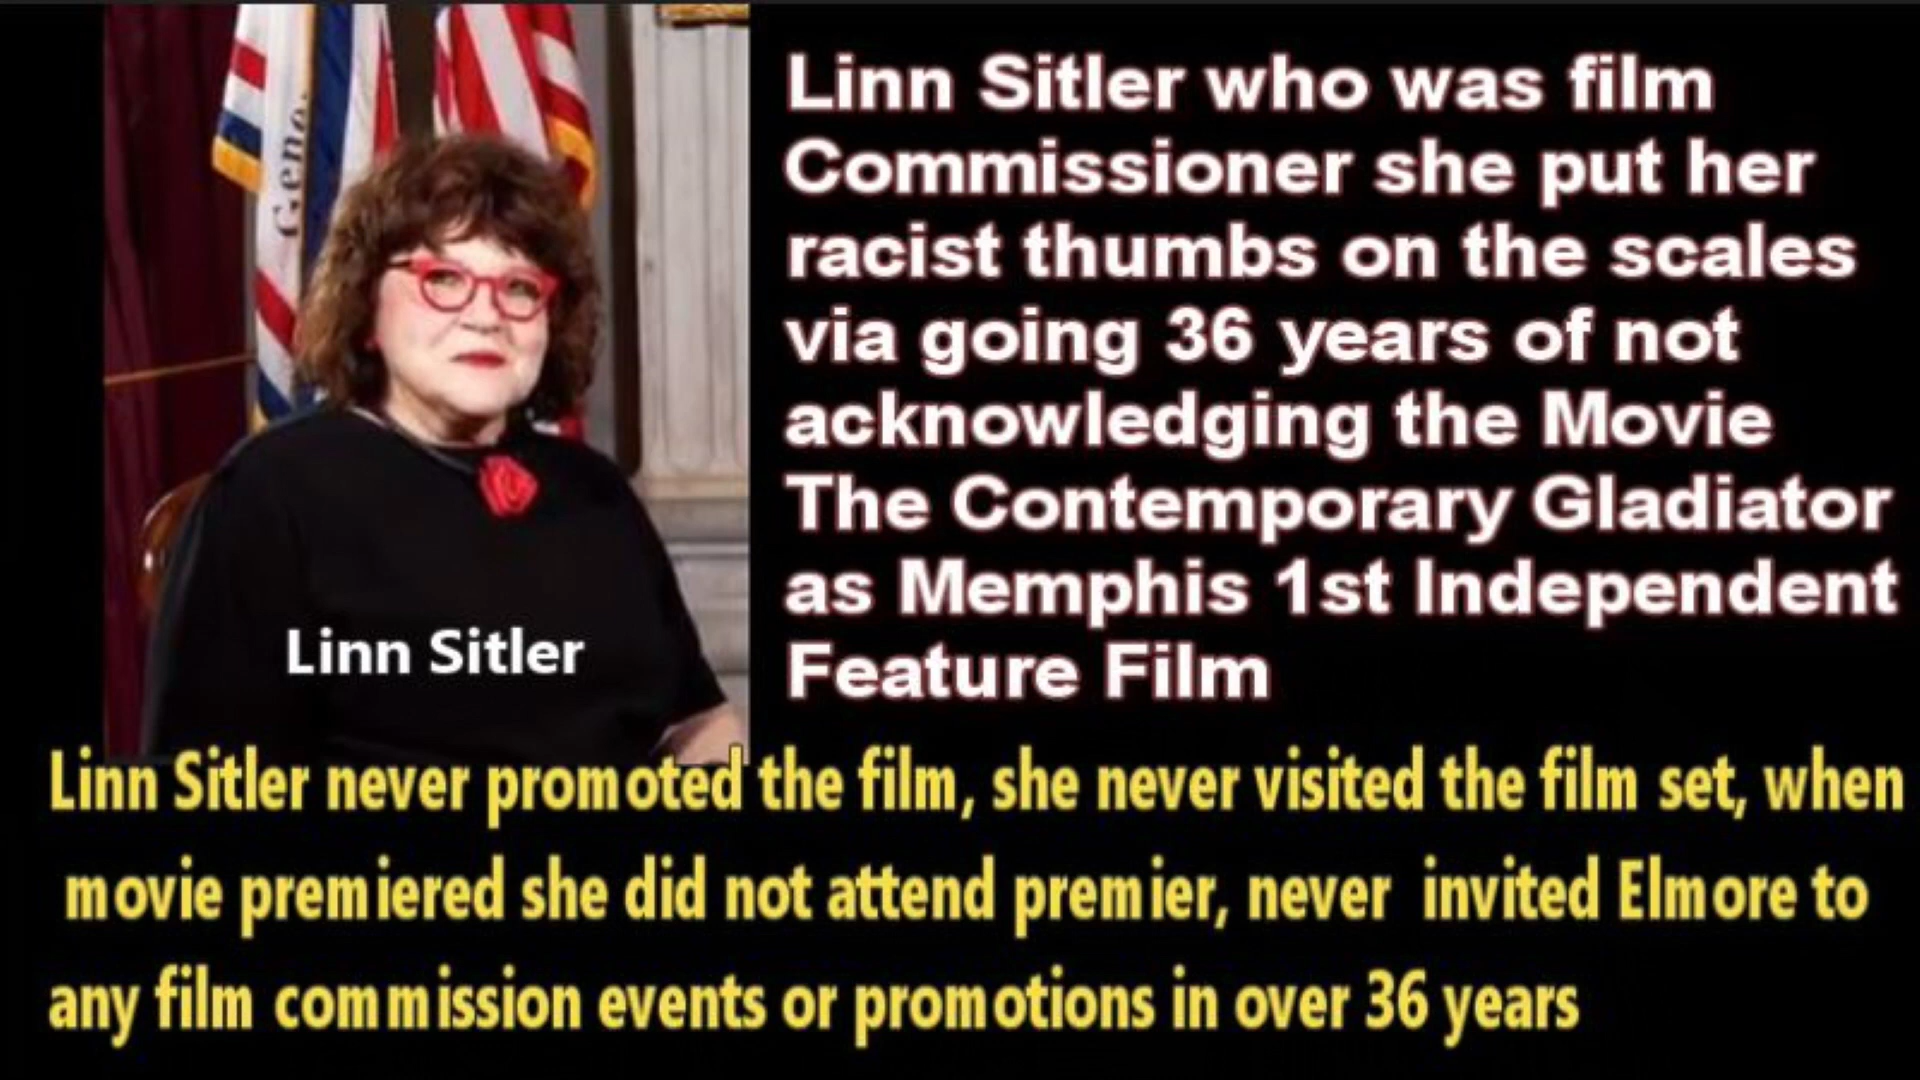 Geno.
Linn Sitler who was film
Commissioner she put her
racist thumbs on the scales
via going 36 years of not
acknowledging the Movie
The Contemporary Gladiator
as Memphis 1st Independent
Feature Film
Linn Sitler
Linn Sitler never promoted the film, she never visited the film set, when
movie premiered she did not attend premier, never invited Elmore to
any film commission events or promotions in over 36 years